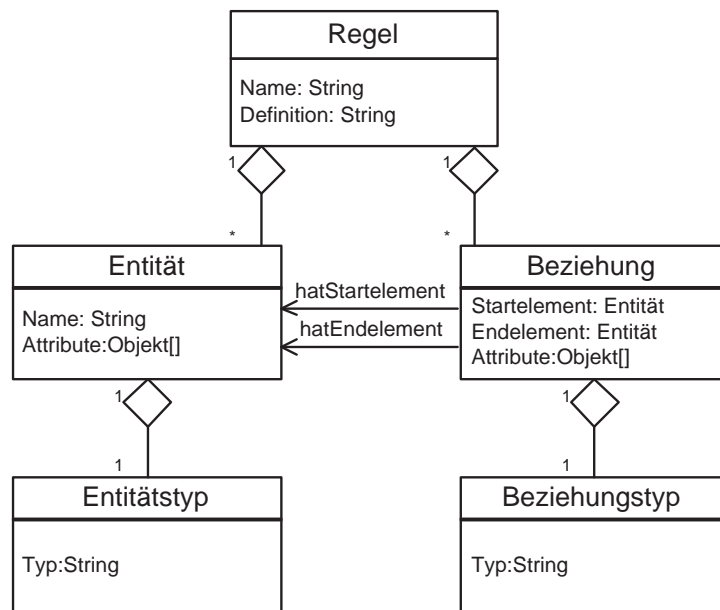 Regel
Name: String
Definition: String
1
1
*
*
Entität
Name: String
Attribute:Objekt[]
hatStartelement
hatEndelement
Beziehung
Startelement: Entität
Endelement: Entität
Attribute:Objekt[]
1
1
1
1
Entitätstyp
Typ:String
Beziehungstyp
Typ:String